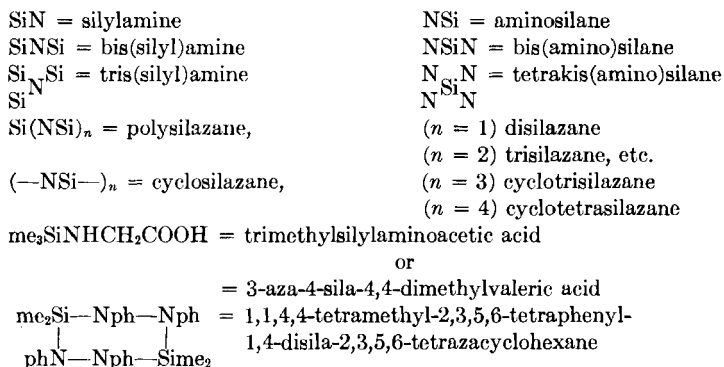 SiN = silylamine NSi = aminosilane
SiNSi = bis(silyl)amine NSiN = bis(amino)silane
Si Si = tris(silyl)amine N N = tetrakis(amino)silane
N Si
Si N N
Si(NSi)ₙ = polysilazane, (n = 1) disilazane
(n = 2) trisilazane, etc.
(—NSi—)ₙ = cyclosilazane, (n = 3) cyclotrisilazane
(n = 4) cyclotetrasilazane
me₃SiNHCH₂COOH = trimethylsilylaminoacetic acid
or
= 3-aza-4-sila-4,4-dimethylvaleric acid
me₂Si—Nph—Nph = 1,1,4,4-tetramethyl-2,3,5,6-tetraphenyl-
1,4-disila-2,3,5,6-tetrazacyclohexane
phN—Nph—Sime₂